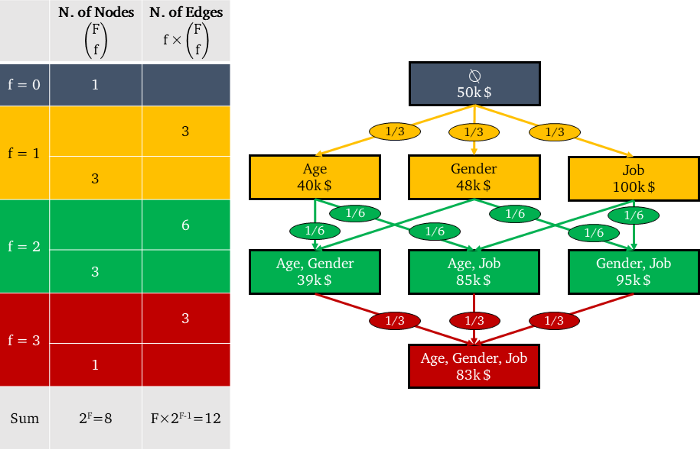 N. of Nodes
(F f)
N. of Edges
f × (F f)
f = 0
1
f = 1
3
3
f = 2
6
3
f = 3
3
1
Sum
2^F=8
F×2^F-1=12
∅
50k $
1/3
1/3
1/3
Age
40k $
Gender
48k $
Job
100k $
1/6
1/6
1/6
1/6
1/6
1/6
Age, Gender
39k $
Age, Job
85k $
Gender, Job
95k $
1/3
1/3
1/3
Age, Gender, Job
83k $